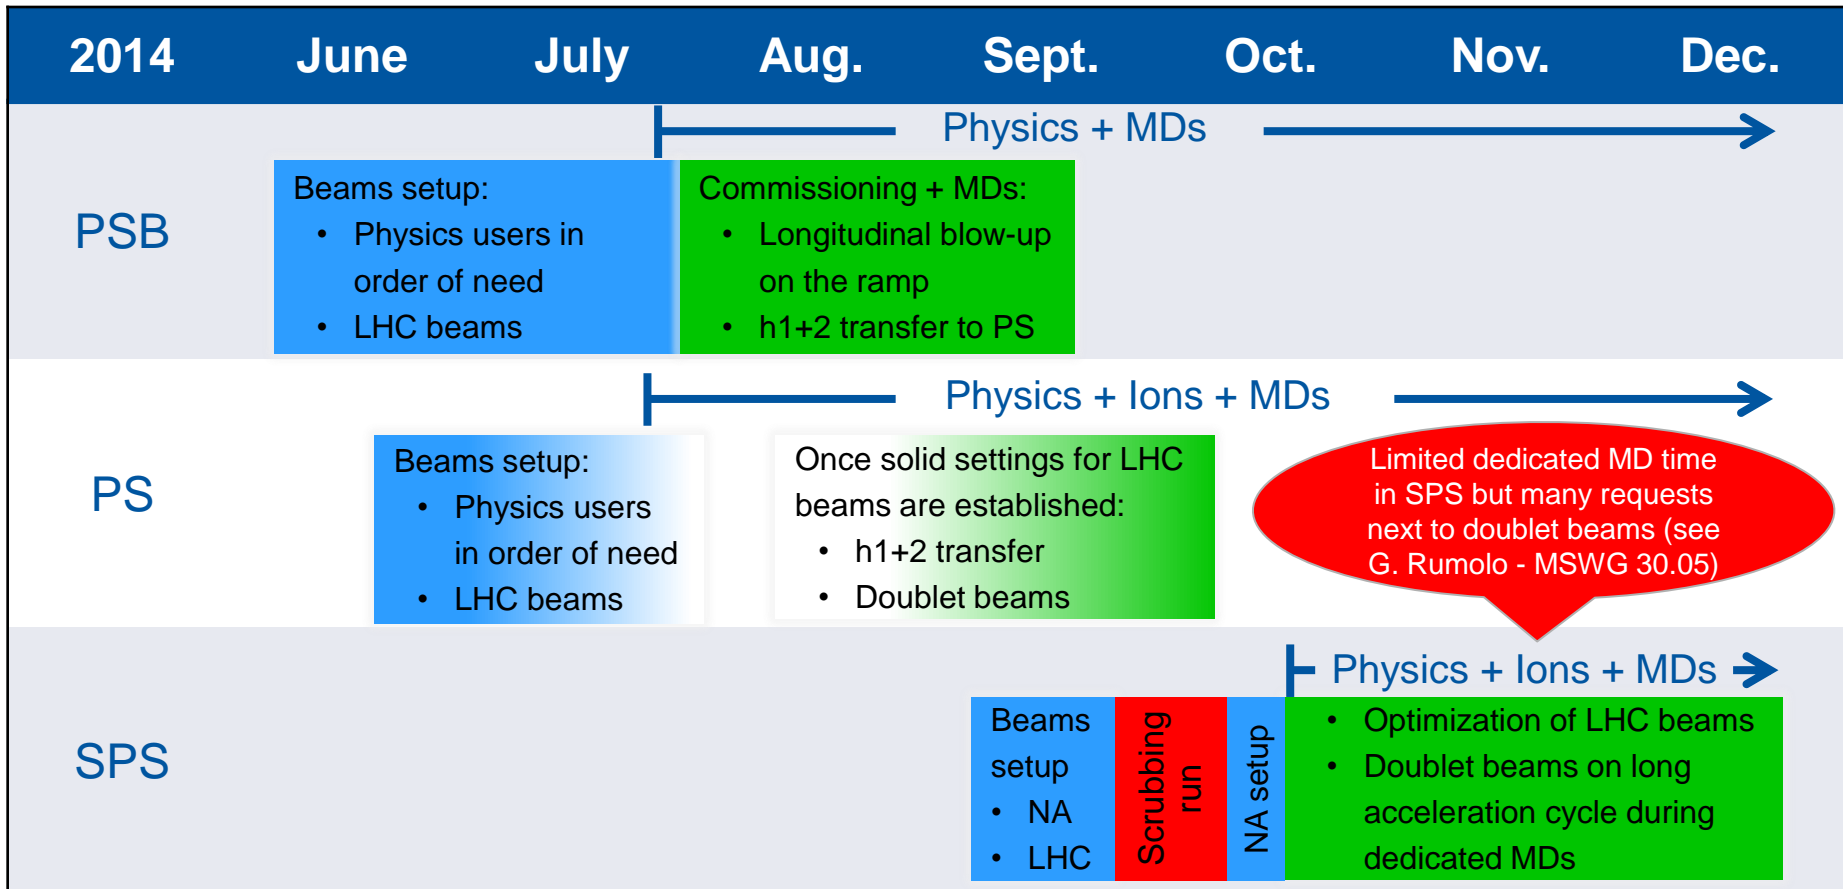 2014 June July Aug. Sept. Oct. Nov. Dec.
Physics + MDs
PSB
Beams setup:
• Physics users in
order of need
• LHC beams
Commissioning + MDs:
• Longitudinal blow-up
on the ramp
• h1+2 transfer to PS
Physics + Ions + MDs
PS
Beams setup:
• Physics users
in order of need
• LHC beams
Once solid settings for LHC
beams are established:
• h1+2 transfer
• Doublet beams
Limited dedicated MD time
in SPS but many requests
next to doublet beams (see
G. Rumolo - MSWG 30.05)
Physics + Ions + MDs
SPS
Beams
setup
• NA
• LHC
Scrubbing
run
NA setup
• Optimization of LHC beams
• Doublet beams on long
acceleration cycle during
dedicated MDs